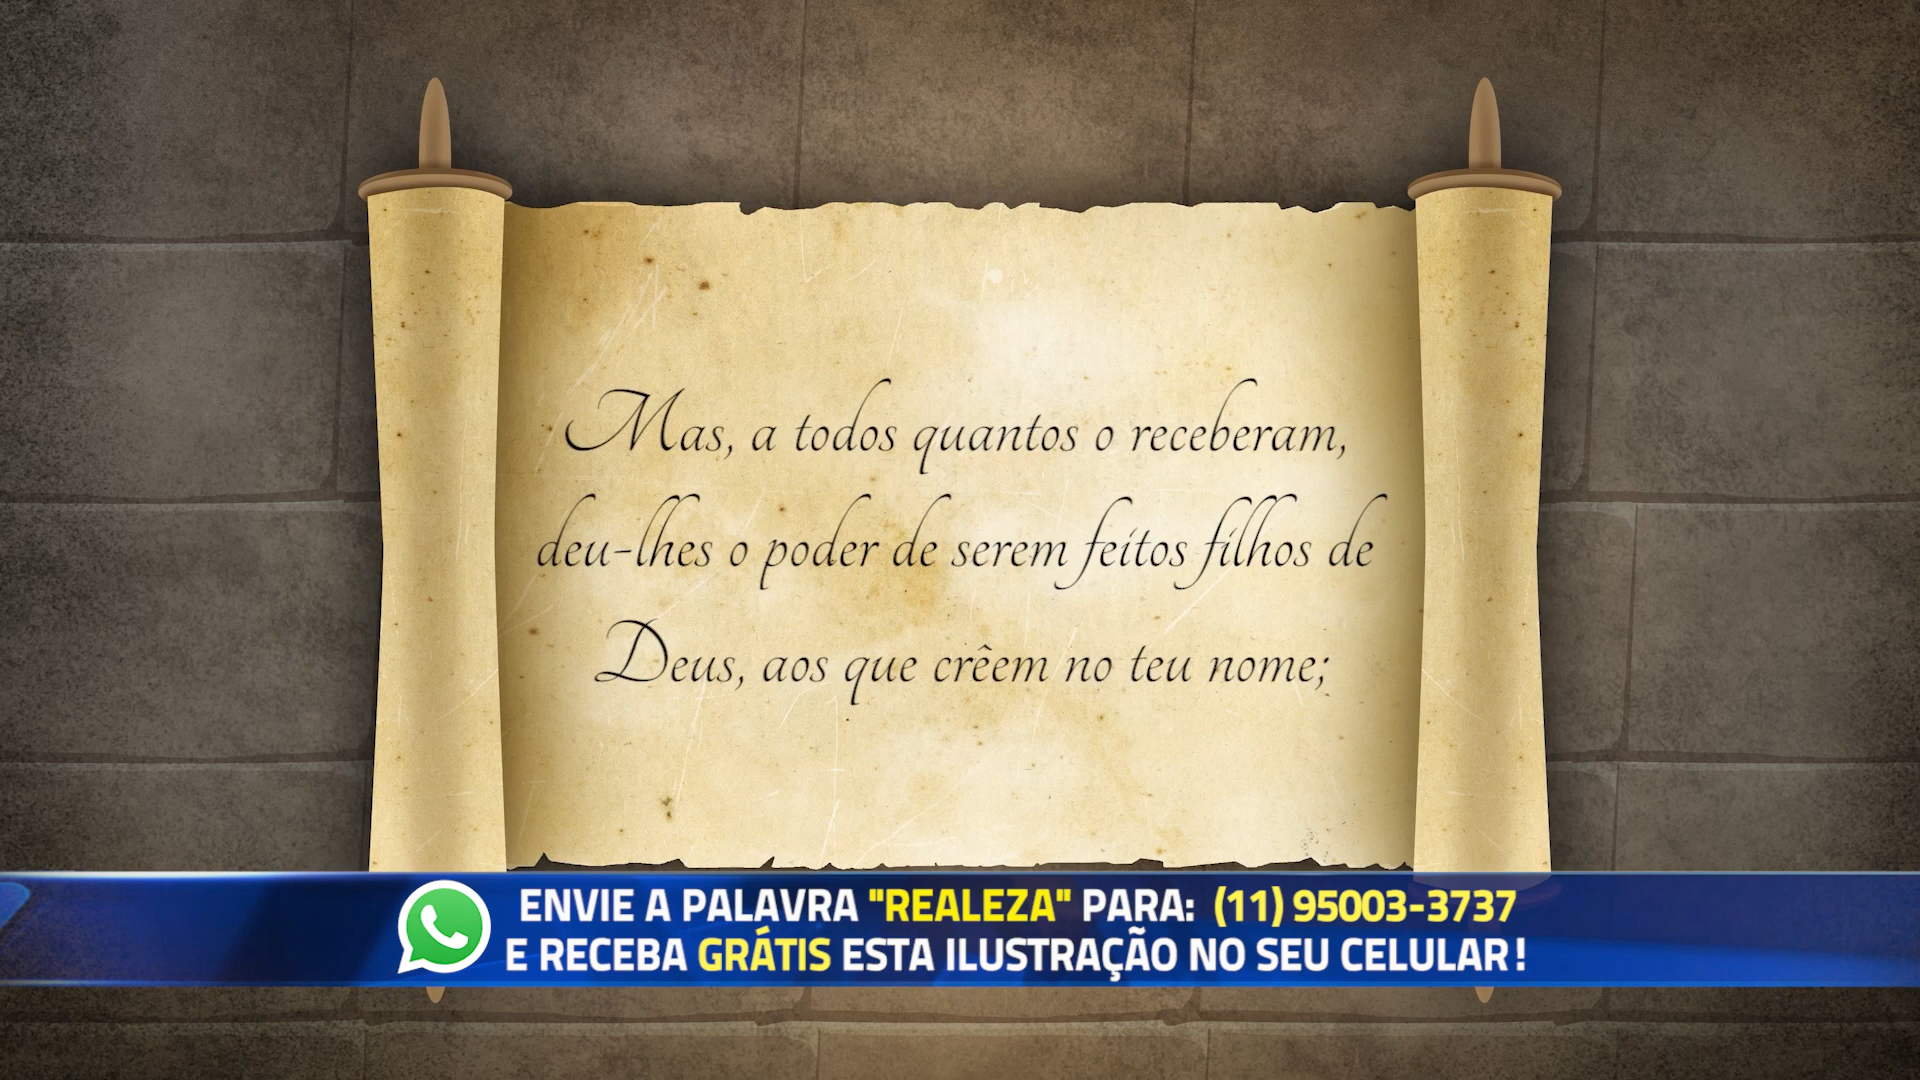 Mas, a todos quantos o receberam,
deu-lhes o poder de serem feitos filhos de
Deus, aos que crêem no teu nome;
ENVIE A PALAVRA "REALEZA" PARA: (11) 95003-3737
E RECEBA GRÁTIS ESTA ILUSTRAÇÃO NO SEU CELULAR!